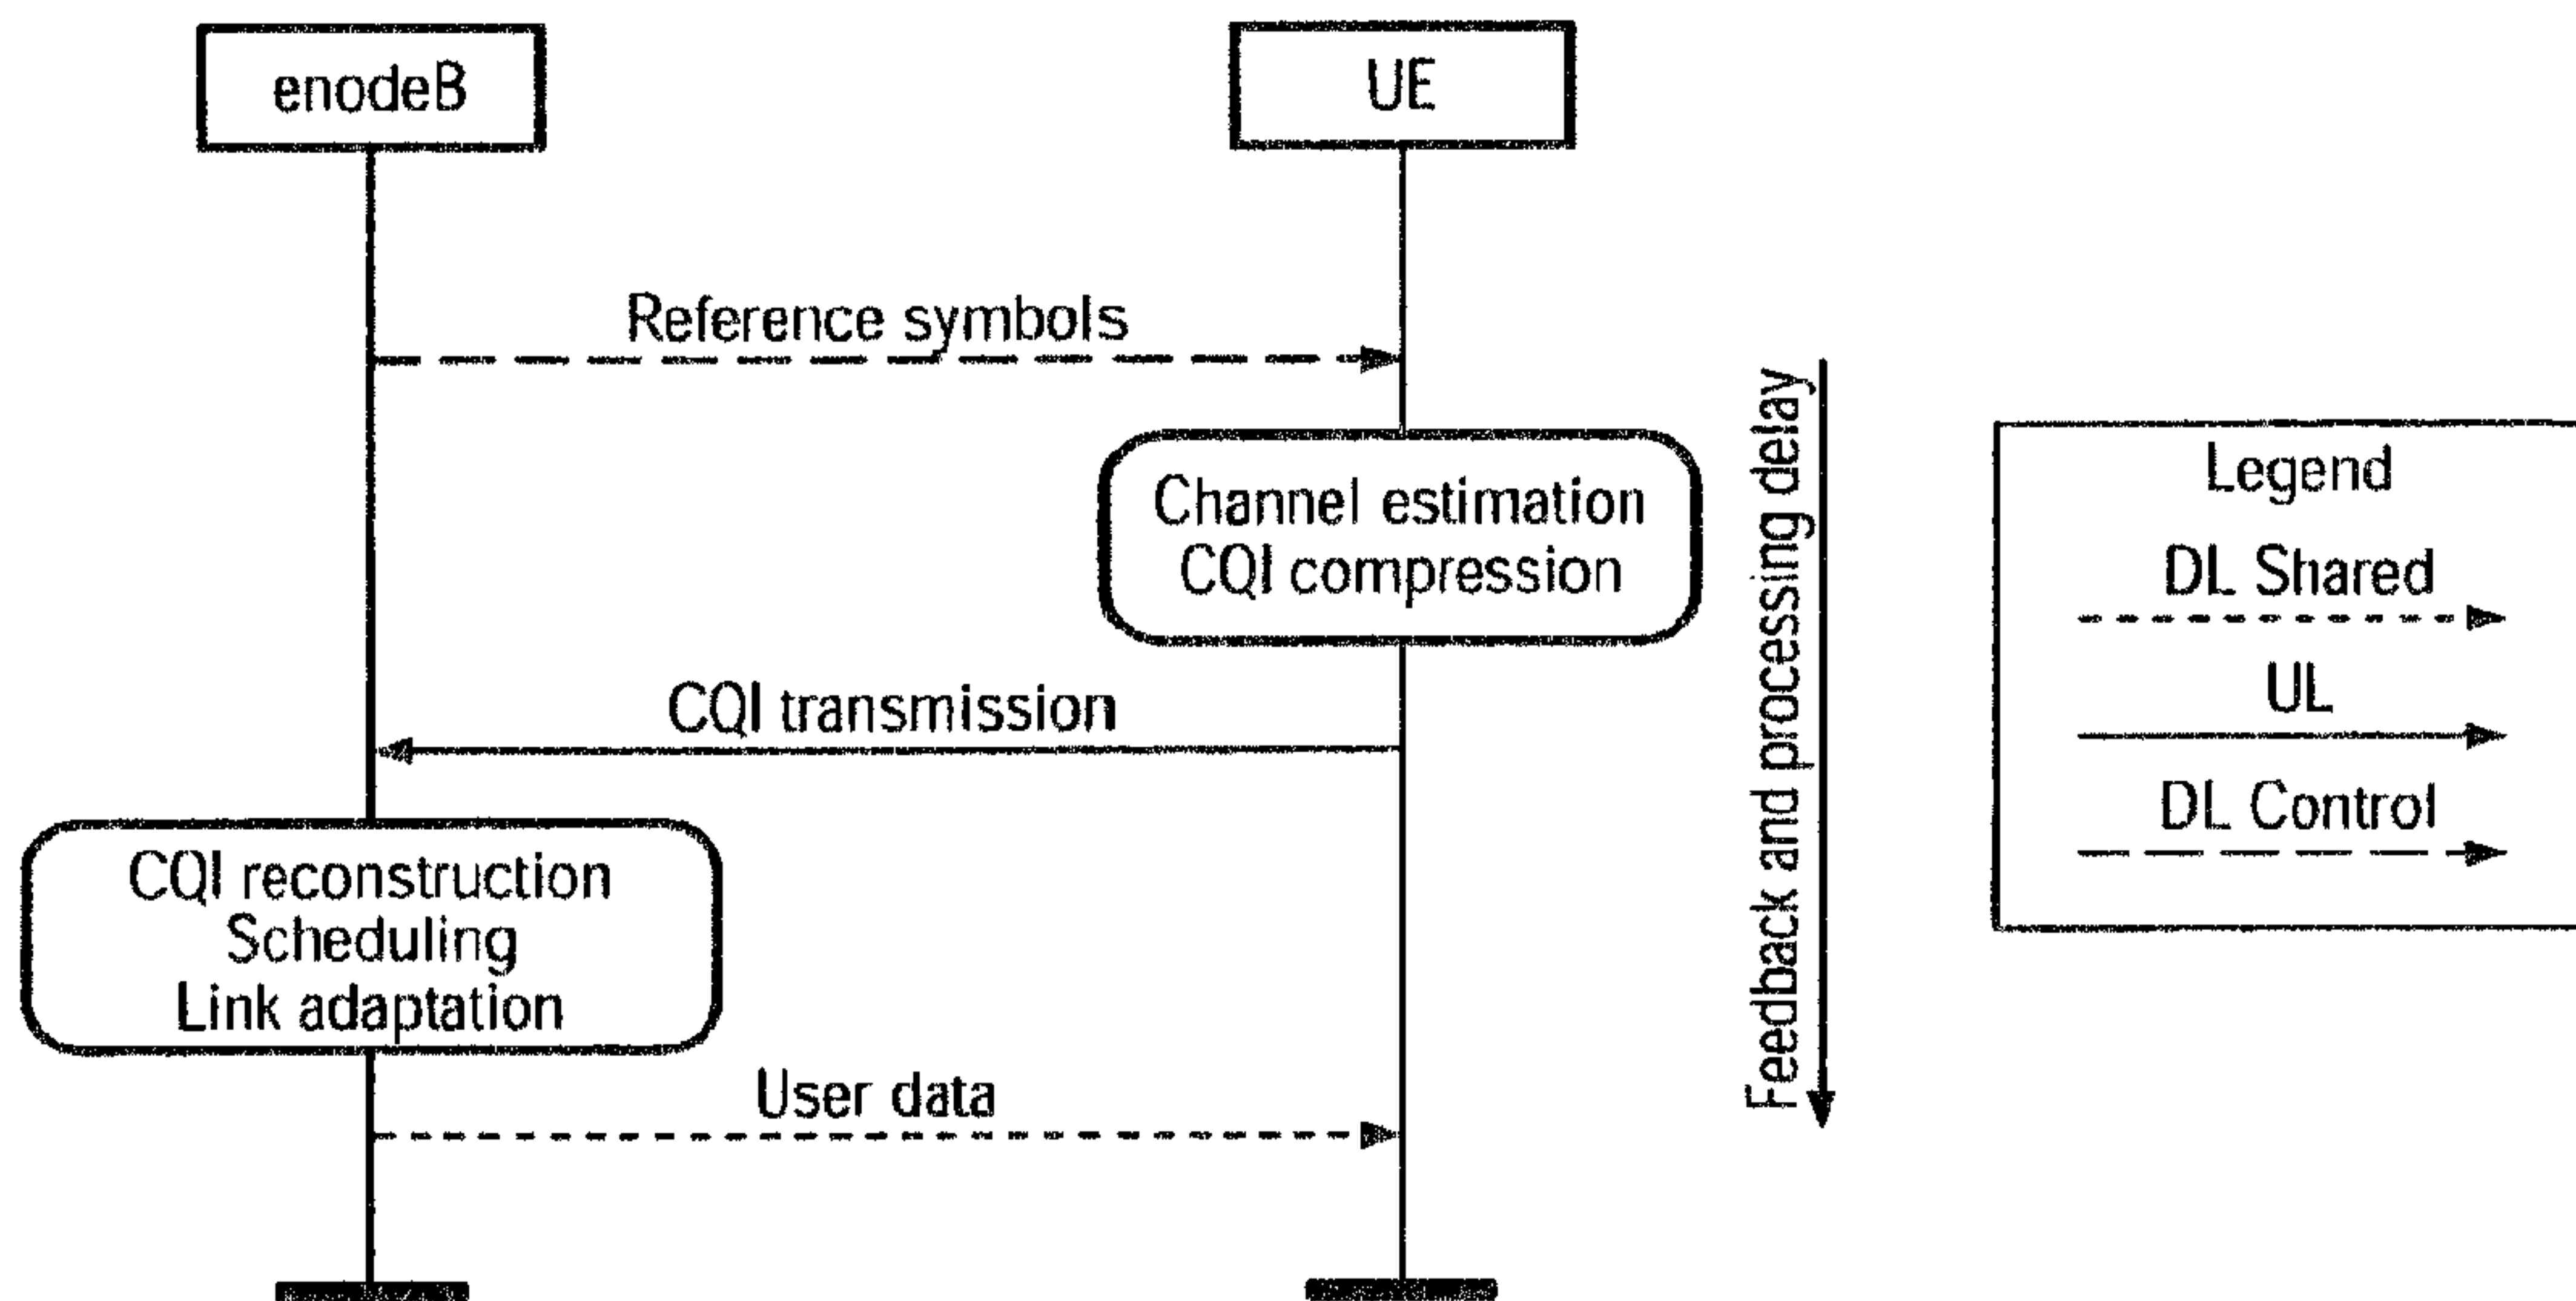 enodeB
UE
Reference symbols
Channel estimation
CQI compression
CQI transmission
CQI reconstruction
Scheduling
Link adaptation
User data
Feedback and processing delay
Legend
DL Shared
UL
DL Control